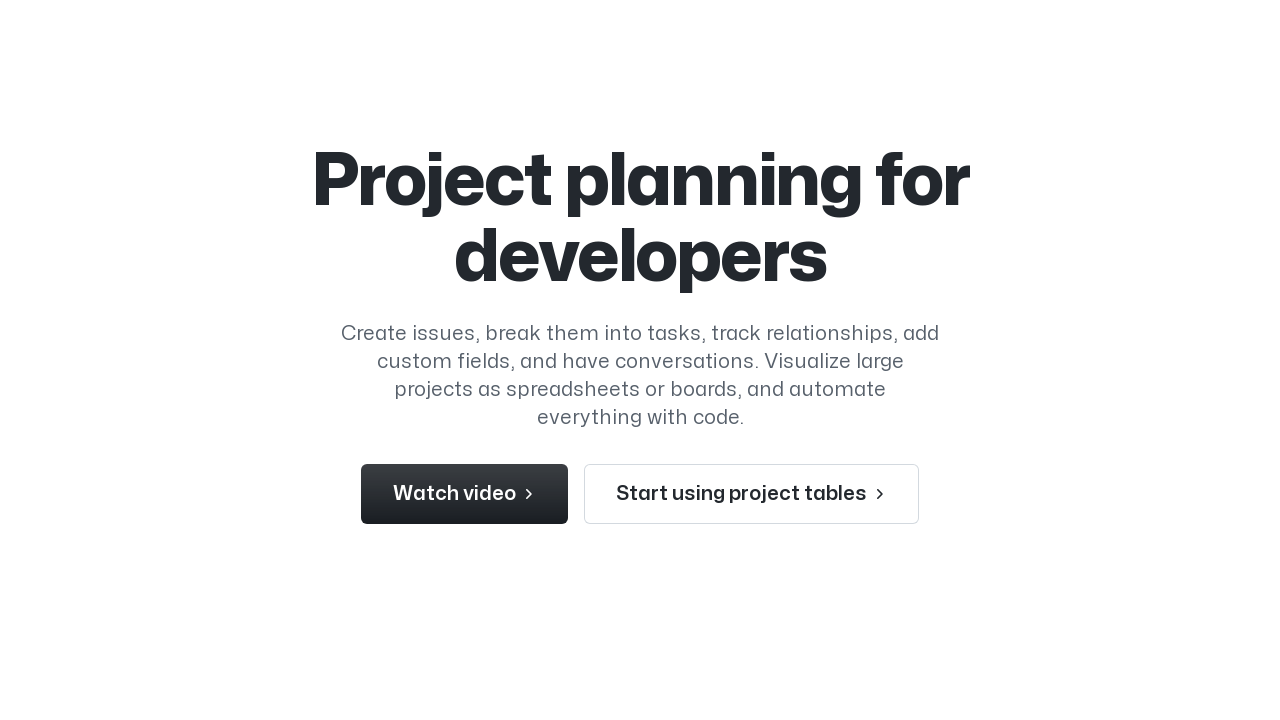 Project planning for
developers
Create issues, break them into tasks, track relationships, add
custom fields, and have conversations. Visualize large
projects as spreadsheets or boards, and automate
everything with code.
Watch video
Start using project tables